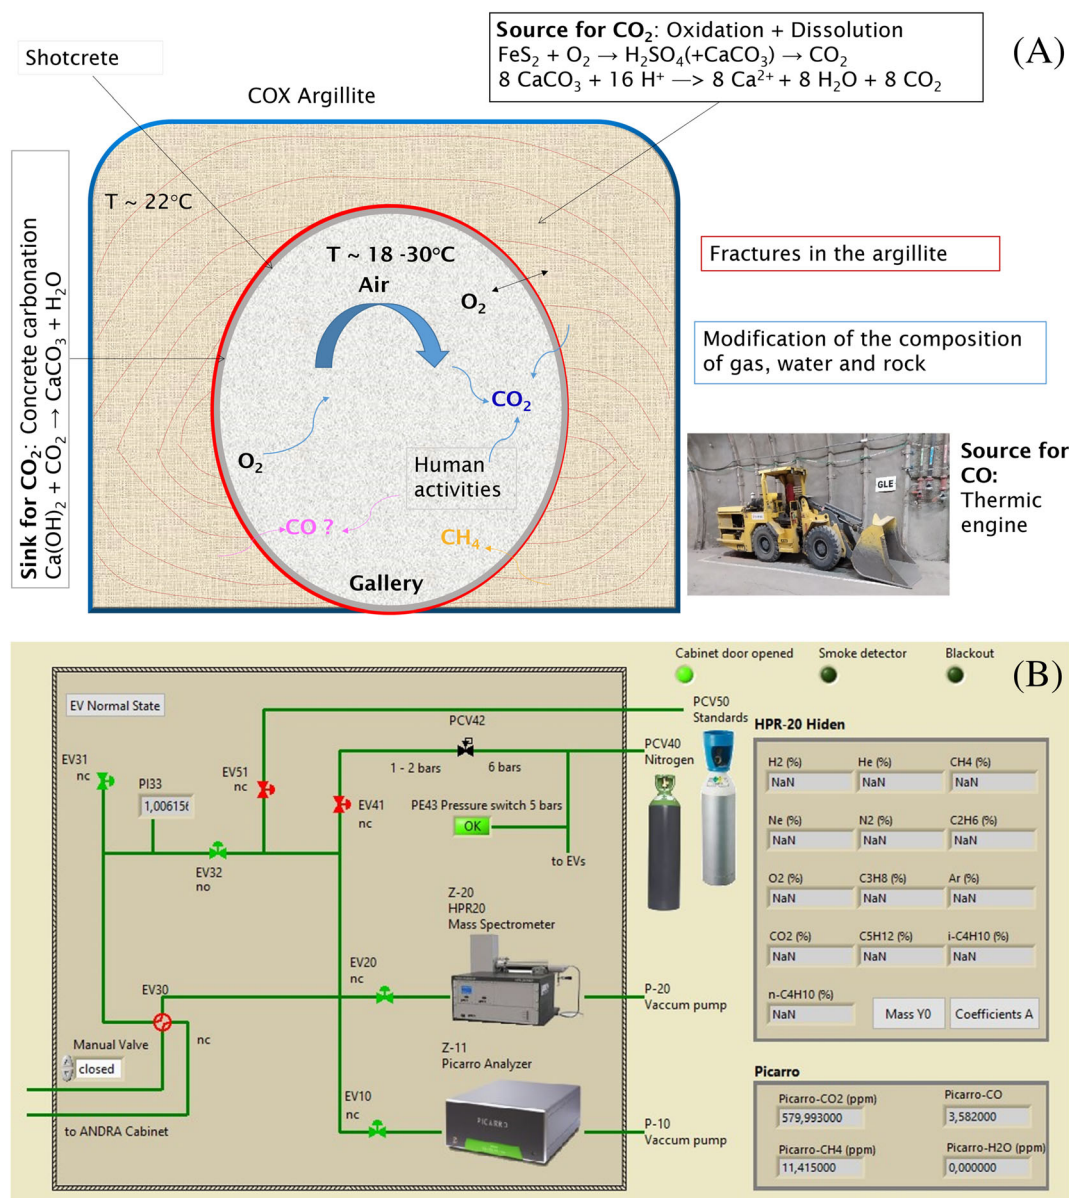 Shotcrete
Source for CO₂: Oxidation + Dissolution
FeS₂ + O₂ → H₂SO₄(+CaCO₃) → CO₂
8 CaCO₃ + 16 H⁺ —> 8 Ca²⁺ + 8 H₂O + 8 CO₂
(A)
COX Argillite
Sink for CO₂: Concrete carbonation
Ca(OH)₂ + CO₂ → CaCO₃ + H₂O
T ~ 22°C
T ~ 18 -30°C
Air
O₂
CO₂
O₂
Human
activities
CO ?
CH₄
Gallery
Fractures in the argillite
Modification of the composition
of gas, water and rock
GLE
Source for
CO:
Thermic
engine
(B)
Cabinet door opened
Smoke detector
Blackout
EV Normal State
PCV50
Standards
PCV42
PCV40
Nitrogen
1 - 2 bars
6 bars
EV31
nc
PI33
1,006156
EV51
nc
EV41
nc
PE43 Pressure switch 5 bars
OK
to EVs
EV32
no
Z-20
HPR20
Mass Spectrometer
EV20
nc
P-20
Vaccum pump
EV30
nc
Manual Valve
closed
to ANDRA Cabinet
Z-11
Picarro Analyzer
EV10
nc
PICARRO
P-10
Vaccum pump
HPR-20 Hiden
H2 (%)
He (%)
CH4 (%)
NaN
NaN
NaN
Ne (%)
N2 (%)
C2H6 (%)
NaN
NaN
NaN
O2 (%)
C3H8 (%)
Ar (%)
NaN
NaN
NaN
CO2 (%)
C5H12 (%)
i-C4H10 (%)
NaN
NaN
NaN
n-C4H10 (%)
NaN
Mass Y0
Coefficients A
Picarro
Picarro-CO2 (ppm)
Picarro-CO
579,993000
3,582000
Picarro-CH4 (ppm)
Picarro-H2O (ppm)
11,415000
0,000000